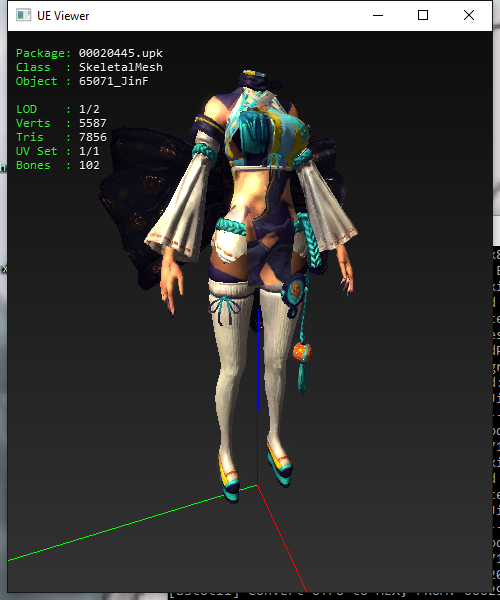 UE Viewer
Package: 00020445.upk
Class : SkeletalMesh
Object : 65071_JinF
LOD : 1/2
Verts : 5587
Tris : 7856
UV Set : 1/1
Bones : 102